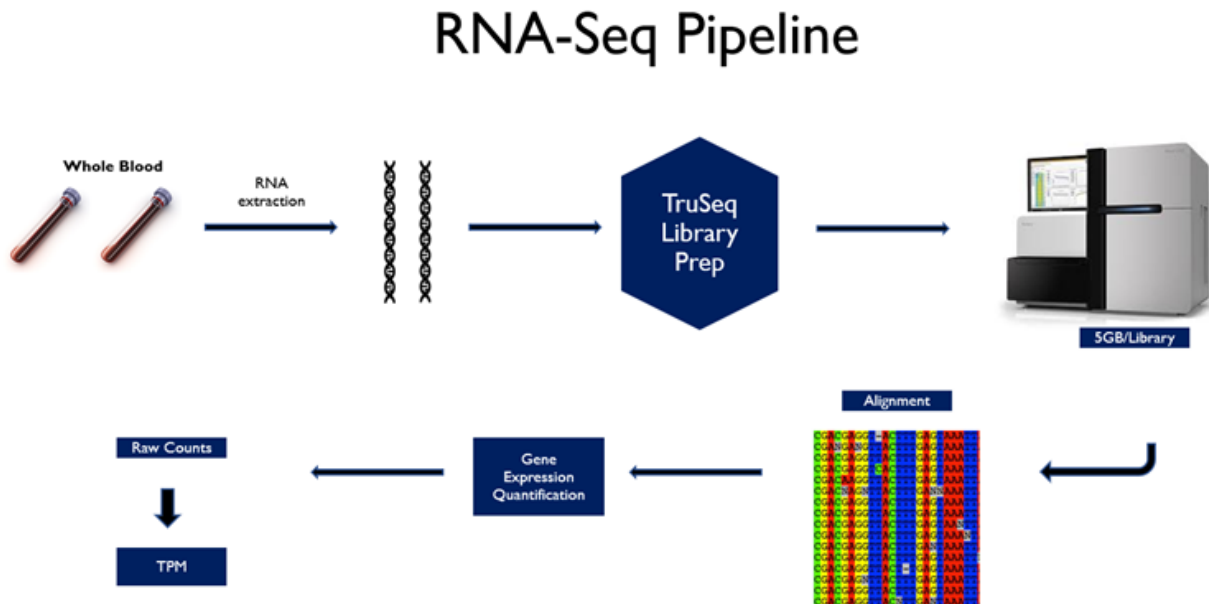 RNA-Seq Pipeline
Whole Blood
RNA
extraction
TruSeq
Library
Prep
5GB/Library
Alignment
Raw Counts
Gene
Expression
Quantification
TPM